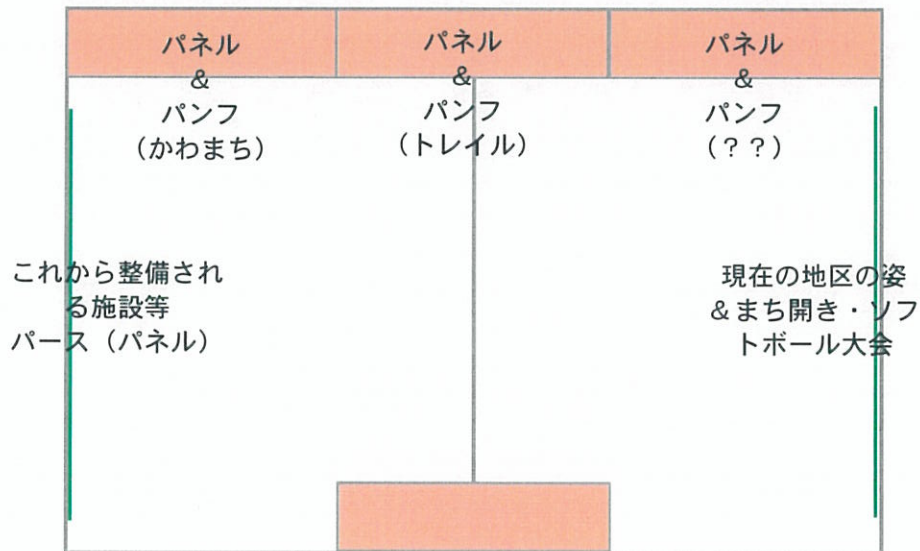 パネル
&
パンフ
(かわまち)
パネル
&
パンフ
(トレイル)
パネル
&
パンフ
(??)
これから整備され
る施設等
パース(パネル)
現在の地区の姿
&まち開き・ソフ
トボール大会